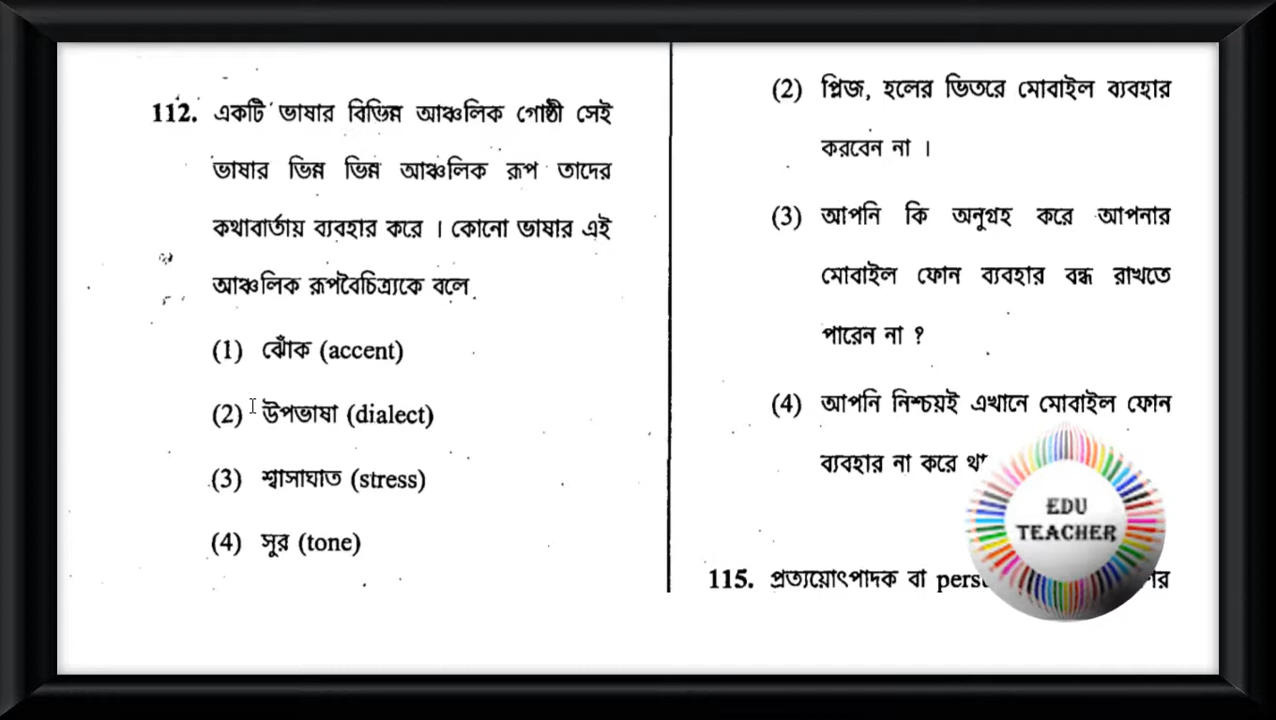 112. একটি ভাষার বিভিন্ন আঞ্চলিক গোষ্ঠী সেই
ভাষার ভিন্ন ভিন্ন আঞ্চলিক রূপ তাদের
কথাবার্তায় ব্যবহার করে । কোনো ভাষার এই
আঞ্চলিক রূপবৈচিত্র্যকে বলে
(1) ঝোঁক (accent)
(2) উপভাষা (dialect)
(3) শ্বাসাঘাত (stress)
(4) সুর (tone)
(2) প্লিজ, হলের ভিতরে মোবাইল ব্যবহার
করবেন না ।
(3) আপনি কি অনুগ্রহ করে আপনার
মোবাইল ফোন ব্যবহার বন্ধ রাখতে
পারেন না ?
(4) আপনি নিশ্চয়ই এখানে মোবাইল ফোন
ব্যবহার না করে
115. প্রত্যয়োৎপাদক বা
EDU
TEACHER